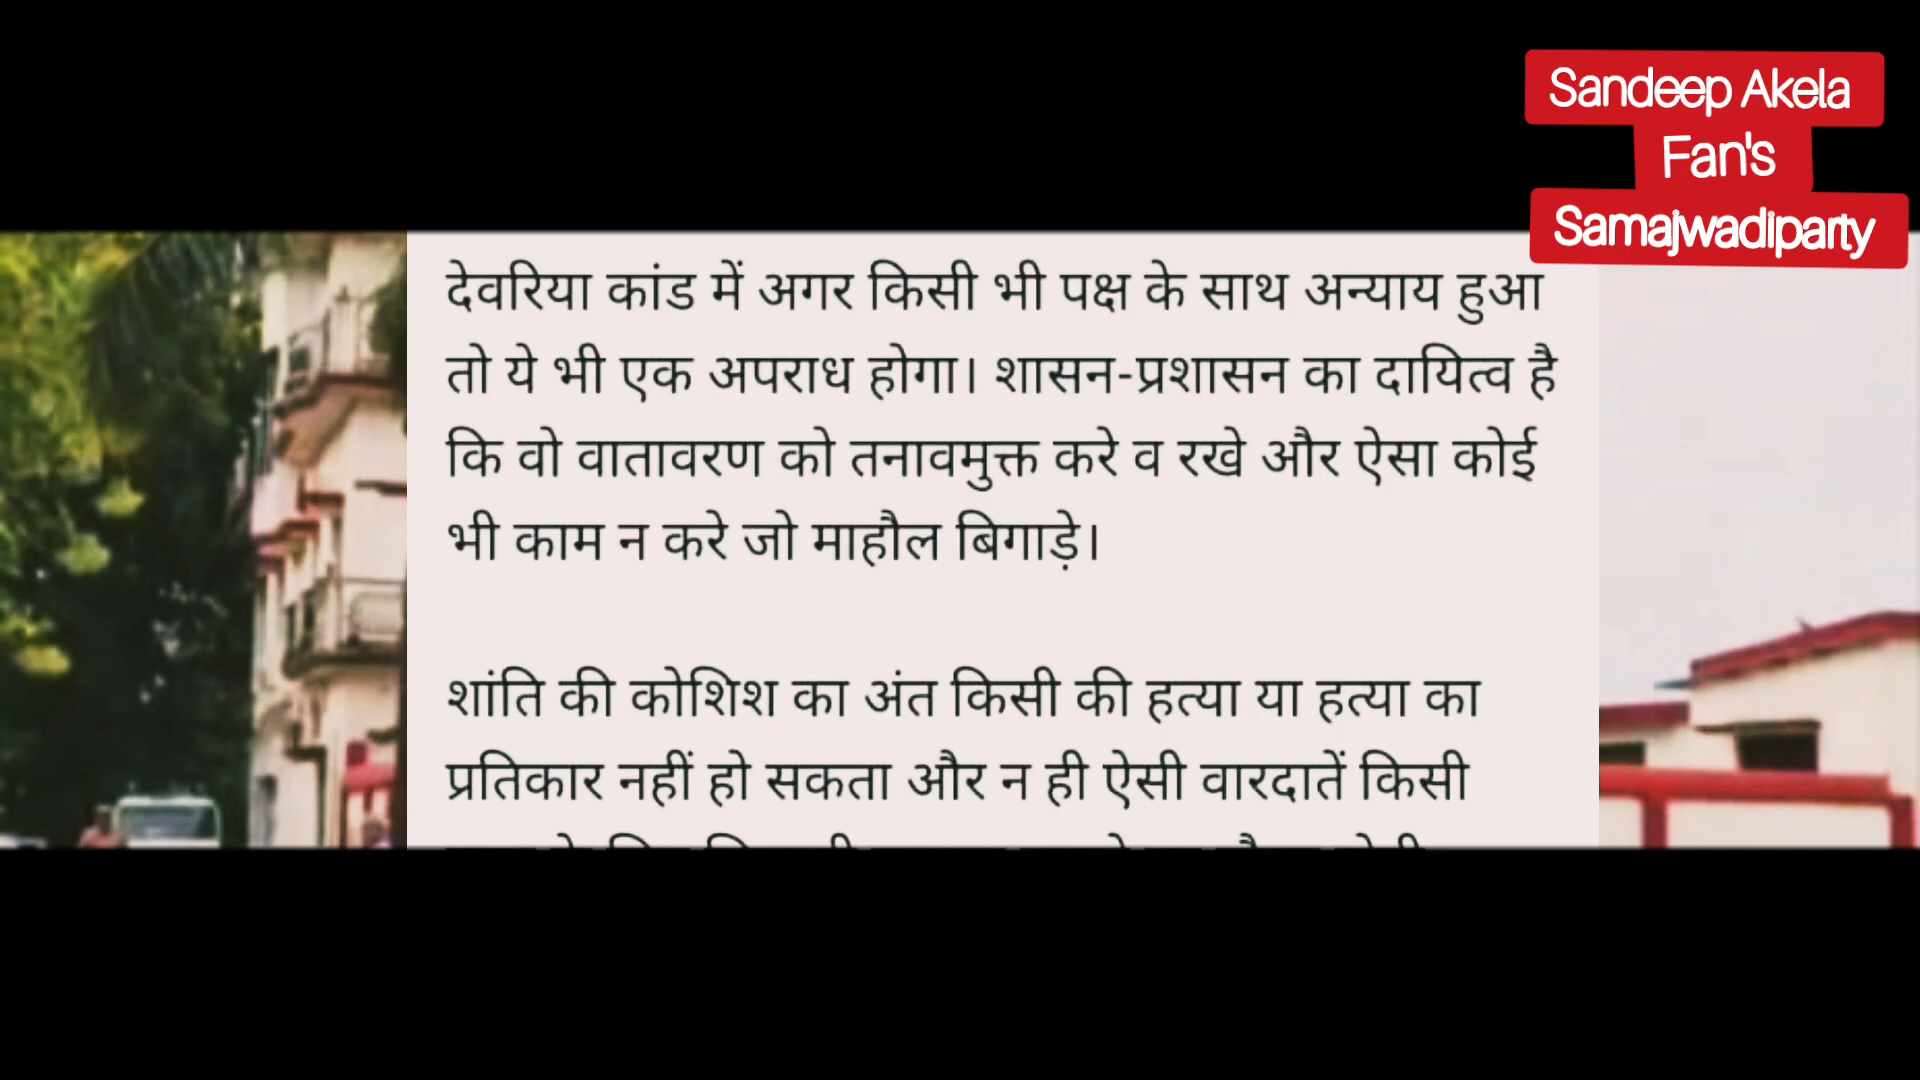 Sandeep Akela
Fan's
Samajwadiparty
देवरिया कांड में अगर किसी भी पक्ष के साथ अन्याय हुआ
तो ये भी एक अपराध होगा। शासन-प्रशासन का दायित्व है
कि वो वातावरण को तनावमुक्त करे व रखे और ऐसा कोई
भी काम न करे जो माहौल बिगाड़े।
शांति की कोशिश का अंत किसी की हत्या या हत्या का
प्रतिकार नहीं हो सकता और न ही ऐसी वारदातें किसी